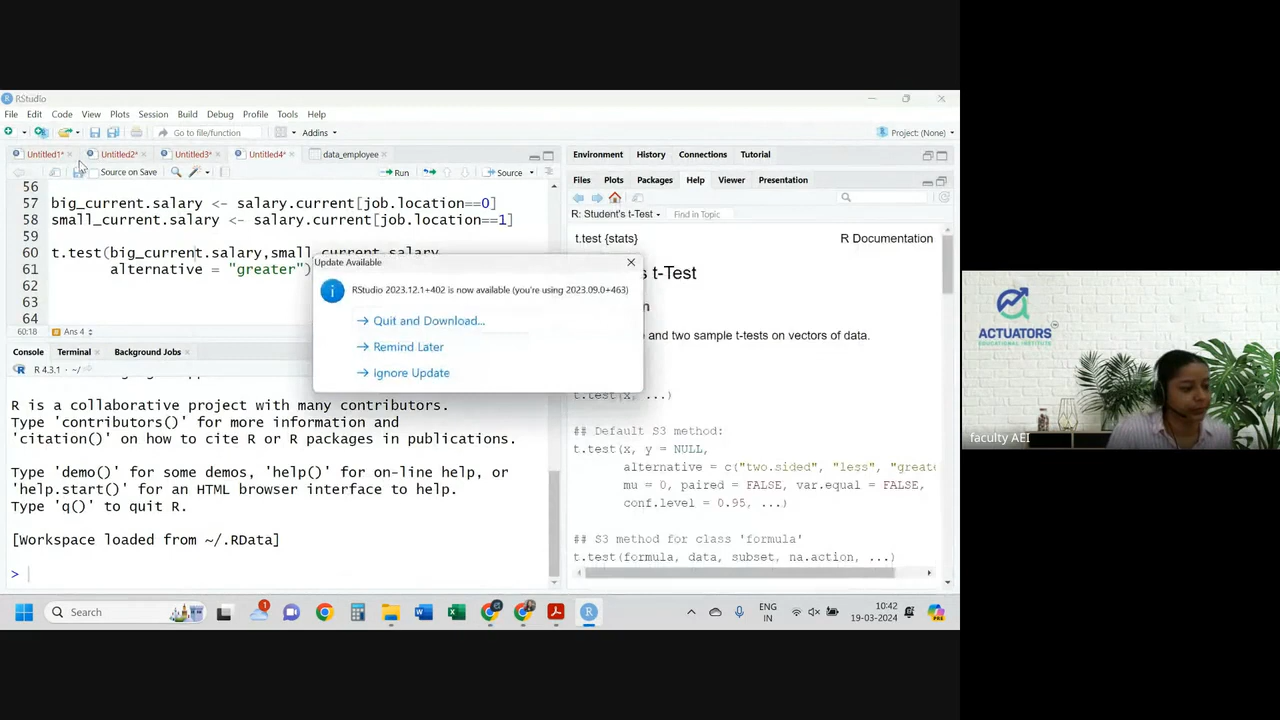 RStudio
File Edit Code View Plots Session Build Debug Profile Tools Help
Go to file/function
Addins
Project: (None)
Untitled1*
Untitled2*
Untitled3*
Untitled4*
data_employee
Source on Save
Run
Source
56
57 big_current.salary <- salary.current[job.location==0]
58 small_current.salary <- salary.current[job.location==1]
59
60 t.test(big_current.salary,small_current.salary
61 alternative = "greater")
62
63
64
60:18 Ans 4
Console Terminal Background Jobs
R 4.3.1 · ~/
R is a collaborative project with many contributors.
Type 'contributors()' for more information and
'citation()' on how to cite R or R packages in publications.
Type 'demo()' for some demos, 'help()' for on-line help, or
'help.start()' for an HTML browser interface to help.
Type 'q()' to quit R.
[Workspace loaded from ~/.RData]
>
Update Available
RStudio 2023.12.1+402 is now available (you're using 2023.09.0+463)
Quit and Download...
Remind Later
Ignore Update
Environment History Connections Tutorial
Files Plots Packages Help Viewer Presentation
R: Student's t-Test
Find in Topic
t.test {stats}
R Documentation
s t-Test
n
and two sample t-tests on vectors of data.
t.test(x, ...)
## Default S3 method:
t.test(x, y = NULL,
alternative = c("two.sided", "less", "greate
mu = 0, paired = FALSE, var.equal = FALSE,
conf.level = 0.95, ...)
## S3 method for class 'formula'
t.test(formula, data, subset, na.action, ...)
Search
1
ENG
IN
10:42
19-03-2024
PRE
ACTUATORS
EDUCATIONAL INSTITUTE
faculty AEI